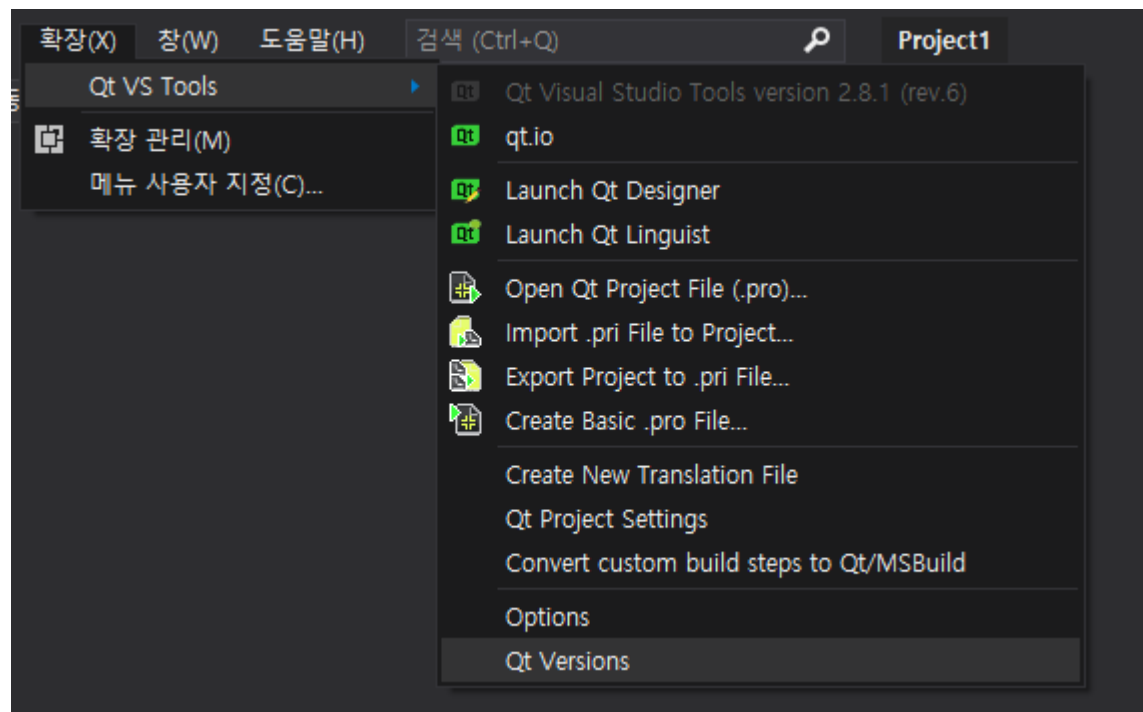 확장(X) 창(W) 도움말(H) 검색 (Ctrl+Q) Project1
Qt VS Tools
확장 관리(M)
메뉴 사용자 지정(C)...
Qt Visual Studio Tools version 2.8.1 (rev.6)
qt.io
Launch Qt Designer
Launch Qt Linguist
Open Qt Project File (.pro)...
Import .pri File to Project...
Export Project to .pri File...
Create Basic .pro File...
Create New Translation File
Qt Project Settings
Convert custom build steps to Qt/MSBuild
Options
Qt Versions